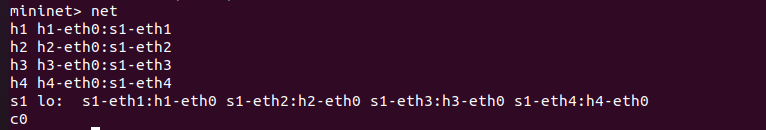 mininet> net
h1 h1-eth0:s1-eth1
h2 h2-eth0:s1-eth2
h3 h3-eth0:s1-eth3
h4 h4-eth0:s1-eth4
s1 lo:  s1-eth1:h1-eth0 s1-eth2:h2-eth0 s1-eth3:h3-eth0 s1-eth4:h4-eth0
c0